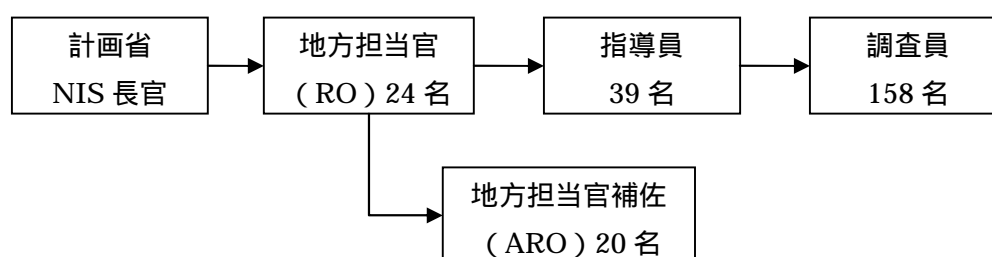 計画省
NIS 長官
地方担当官
（RO）24 名
指導員
39 名
調査員
158 名
地方担当官補佐
（ARO）20 名